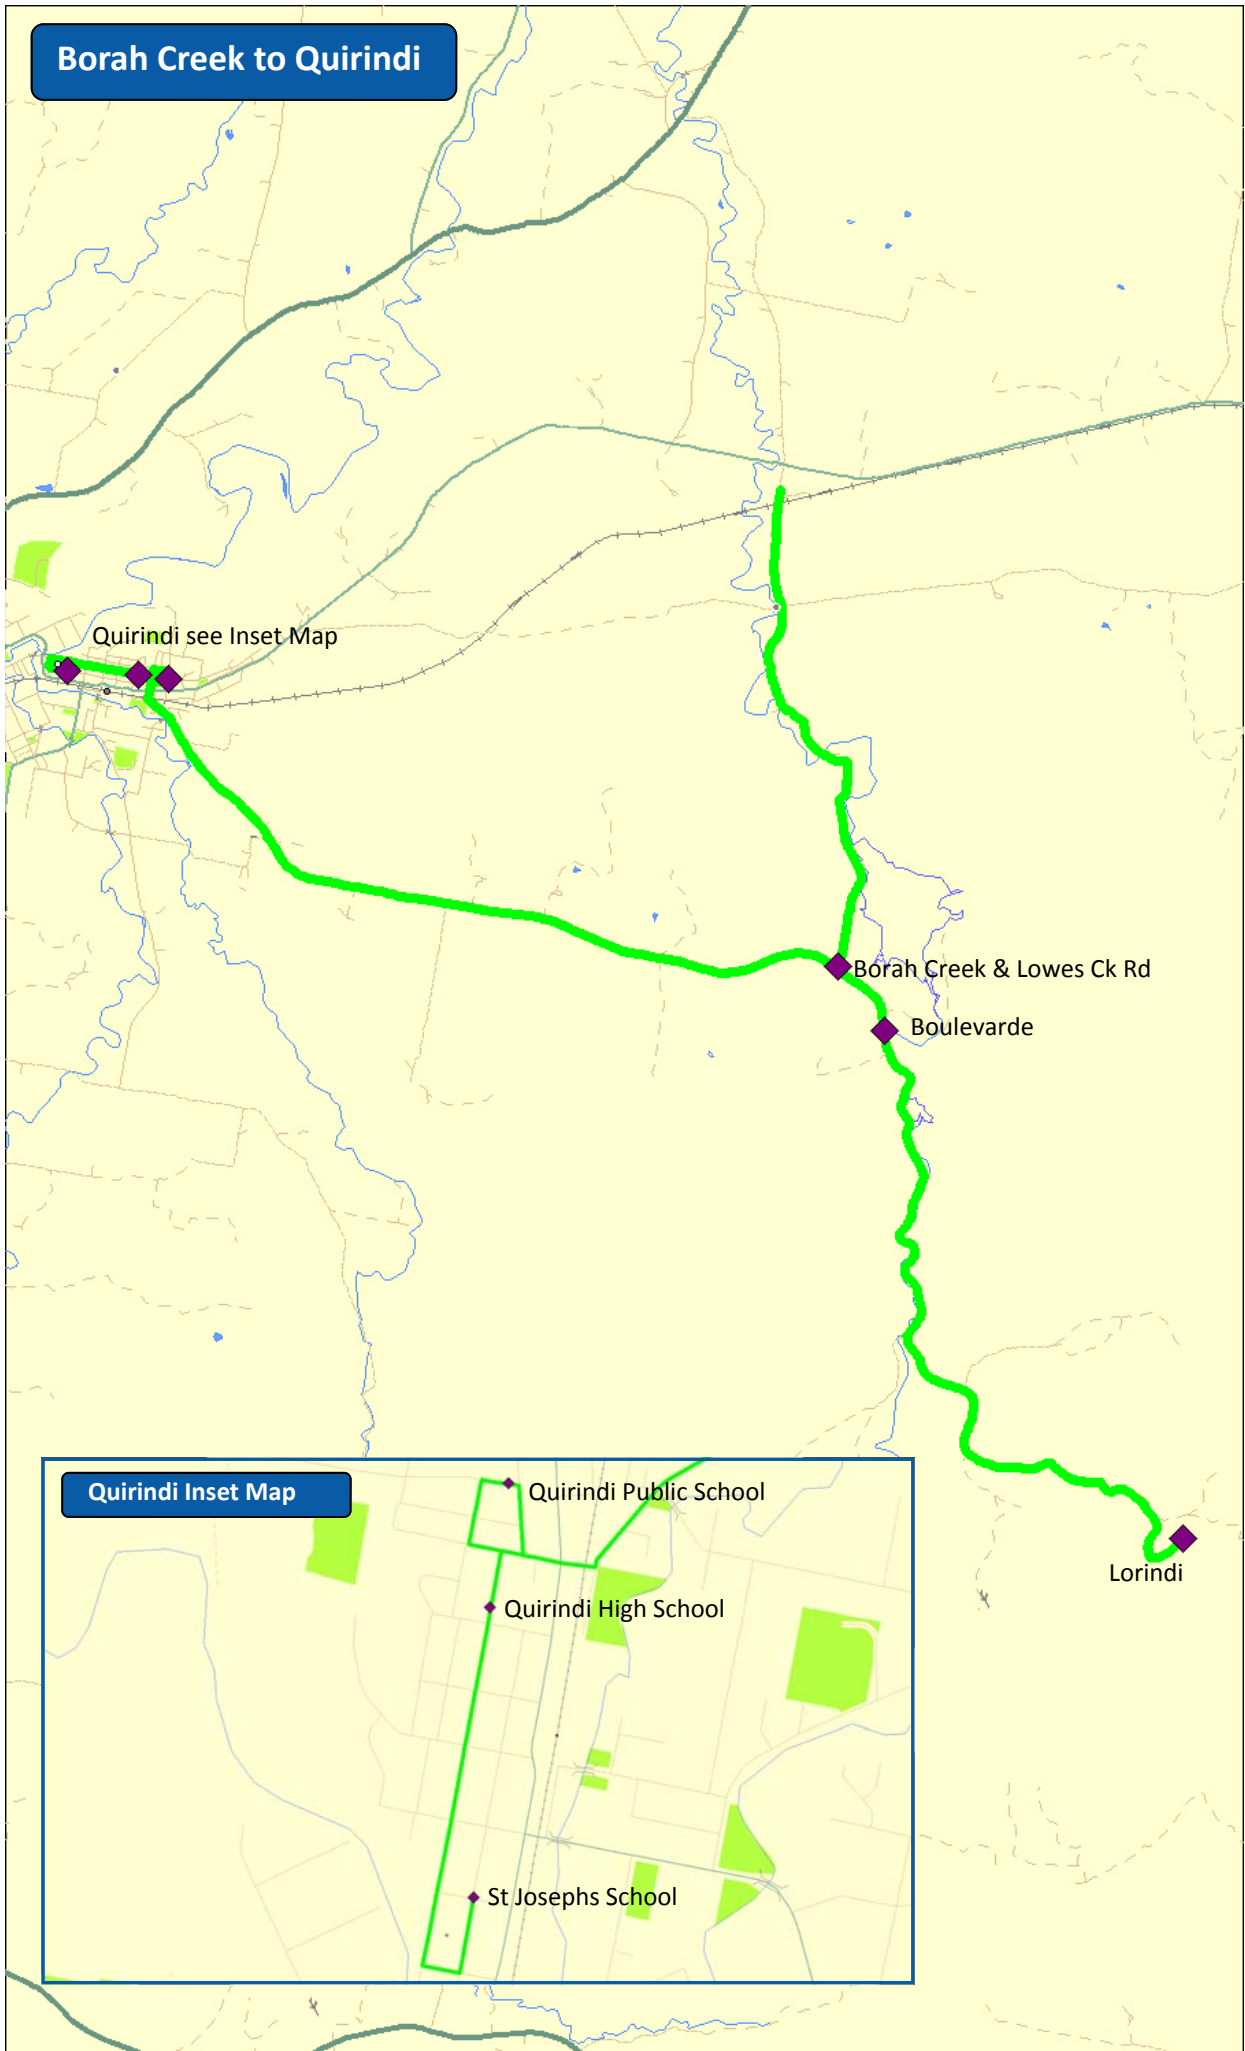 Borah Creek to Quirindi
Quirindi see Inset Map
Borah Creek & Lowes Ck Rd
Boulevarde
Lorindi
Quirindi Inset Map
Quirindi Public School
Quirindi High School
St Josephs School